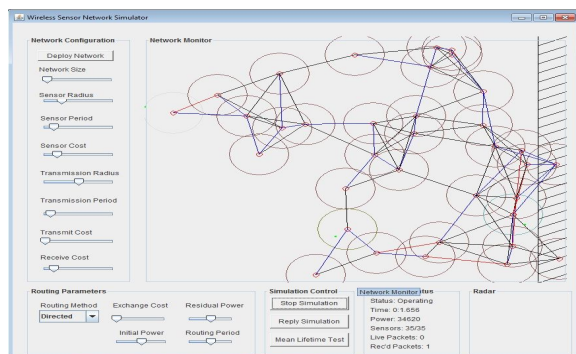 Wireless Sensor Network Simulator
Network Configuration
Deploy Network
Network Size
Sensor Radius
Sensor Period
Sensor Cost
Transmission Radius
Transmission Period
Transmit Cost
Receive Cost
Network Monitor
Routing Parameters
Routing Method
Directed
Exchange Cost
Residual Power
Initial Power
Routing Period
Simulation Control
Stop Simulation
Reply Simulation
Mean Lifetime Test
Network Monitor tus
Status: Operating
Time: 0:1.656
Power: 34620
Sensors: 35/35
Live Packets: 0
Rec'd Packets: 1
Radar